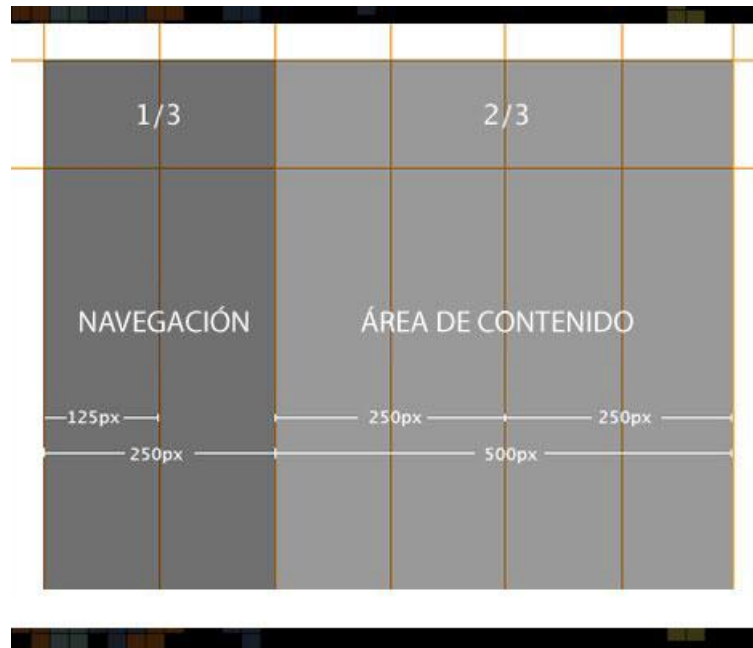 1/3 2/3
NAVEGACIÓN ÁREA DE CONTENIDO
125px 250px 250px
250px 500px